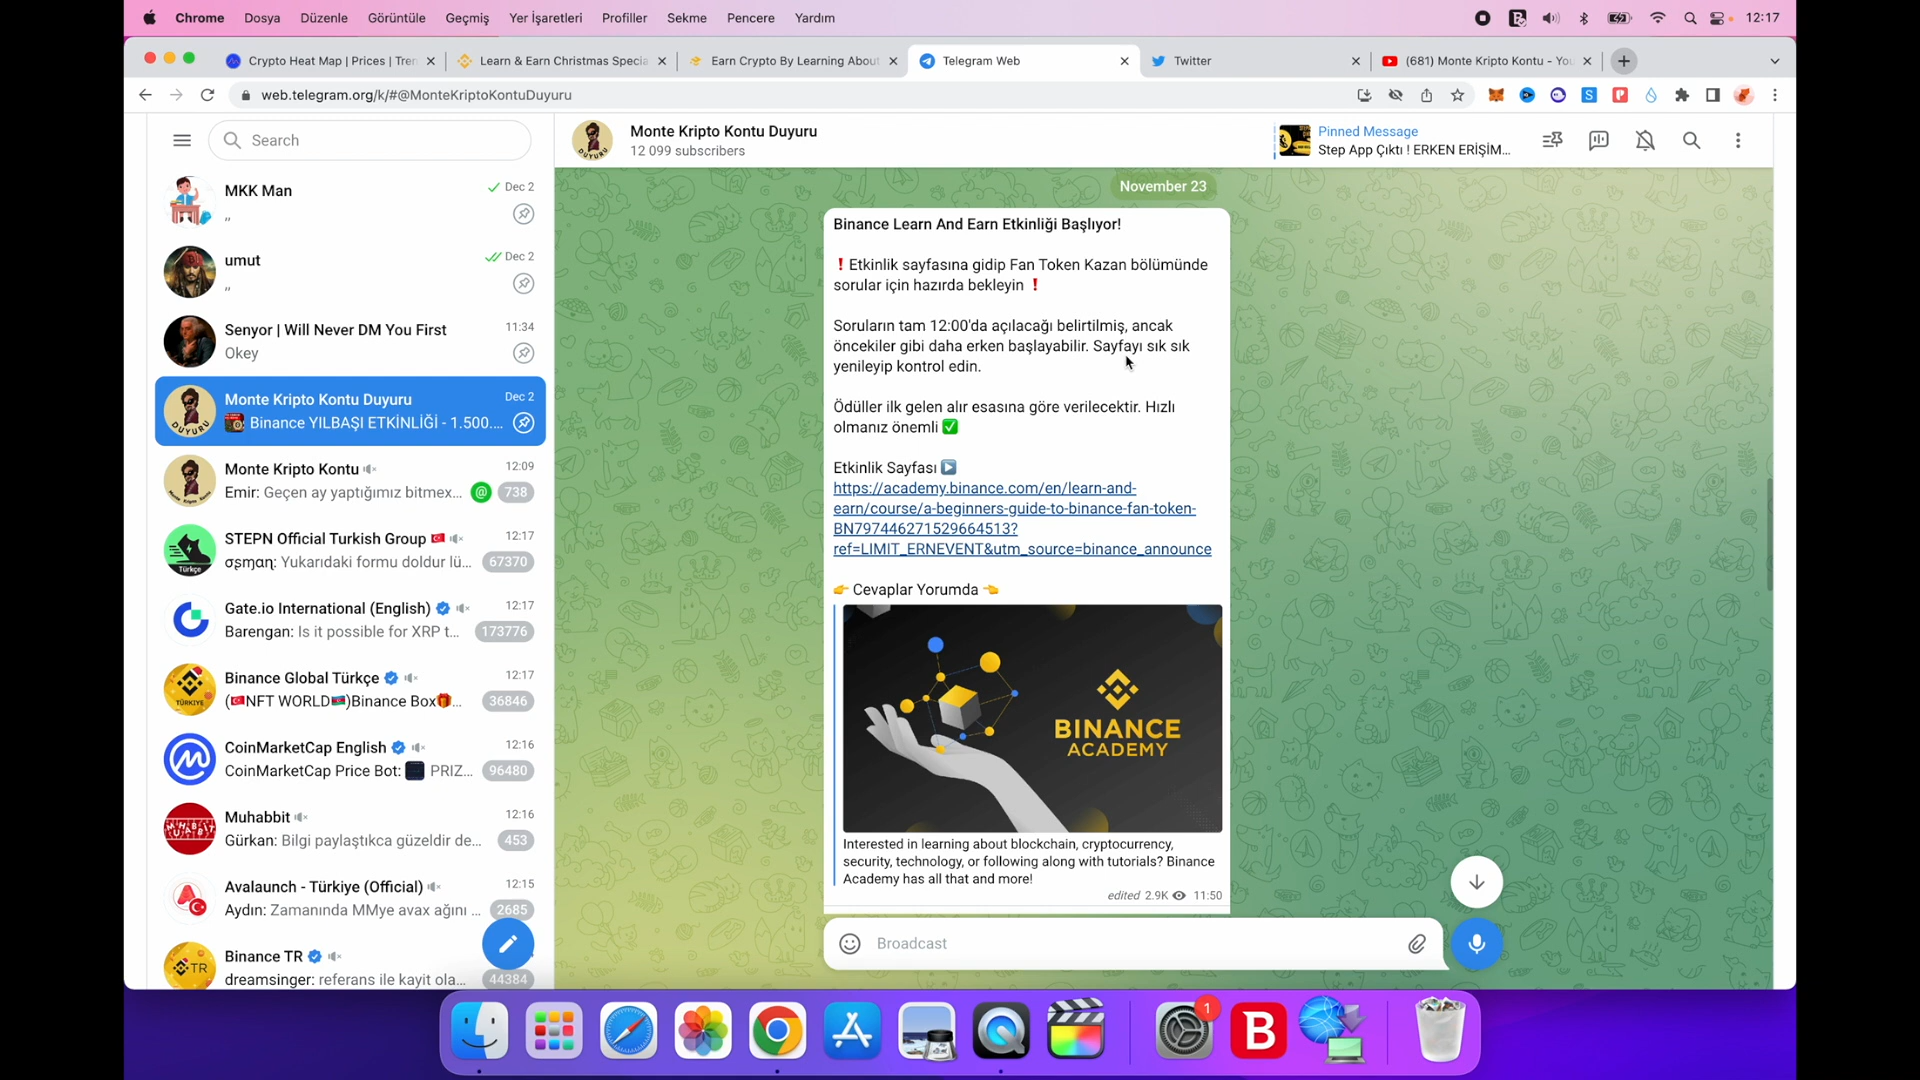 Chrome Dosya Düzenle Görüntüle Geçmiş Yer İşaretleri Profiller Sekme Pencere Yardım 12:17
Crypto Heat Map | Prices | Tren
Learn & Earn Christmas Specia
Earn Crypto By Learning About
Telegram Web
Twitter
(681) Monte Kripto Kontu - You
web.telegram.org/k/#@MonteKriptoKontuDuyuru
Search
MKK Man Dec 2
,,
umut Dec 2
,,
Senyor | Will Never DM You First 11:34
Okey
Monte Kripto Kontu Duyuru Dec 2
Binance YILBAŞI ETKİNLİĞİ - 1.500....
Monte Kripto Kontu 12:09
Emir: Geçen ay yaptığımız bitmex... @ 738
STEPN Official Turkish Group 12:17
Yukarıdaki formu doldur lü... 67370
Gate.io International (English) 12:17
Barengan: Is it possible for XRP t... 173776
Binance Global Türkçe 12:17
(🇹🇷NFT WORLD🇦🇿)Binance Box🎁... 36846
CoinMarketCap English 12:16
CoinMarketCap Price Bot: PRIZ... 96480
Muhabbit 12:16
Gürkan: Bilgi paylaştıkca güzeldir de... 453
Avalaunch - Türkiye (Official) 12:15
Aydın: Zamanında MMye avax ağını ... 2685
Binance TR
dreamsinger: referans ile kayit ola... 44384
Monte Kripto Kontu Duyuru
12 099 subscribers
Pinned Message
Step App Çıktı ! ERKEN ERİŞİM...
November 23
Binance Learn And Earn Etkinliği Başlıyor!
❗Etkinlik sayfasına gidip Fan Token Kazan bölümünde
sorular için hazırda bekleyin ❗
Soruların tam 12:00'da açılacağı belirtilmiş, ancak
öncekiler gibi daha erken başlayabilir. Sayfayı sık sık
yenileyip kontrol edin.
Ödüller ilk gelen alır esasına göre verilecektir. Hızlı
olmanız önemli ✅
Etkinlik Sayfası ▶️
https://academy.binance.com/en/learn-and-
earn/course/a-beginners-guide-to-binance-fan-token-
BN797446271529664513?
ref=LIMIT_ERNEVENT&utm_source=binance_announce
👉 Cevaplar Yorumda 👈
BINANCE
ACADEMY
Interested in learning about blockchain, cryptocurrency,
security, technology, or following along with tutorials? Binance
Academy has all that and more!
edited 2.9K 11:50
Broadcast
DUYURU
Türkçe
TÜRKIYE
TR
1
B